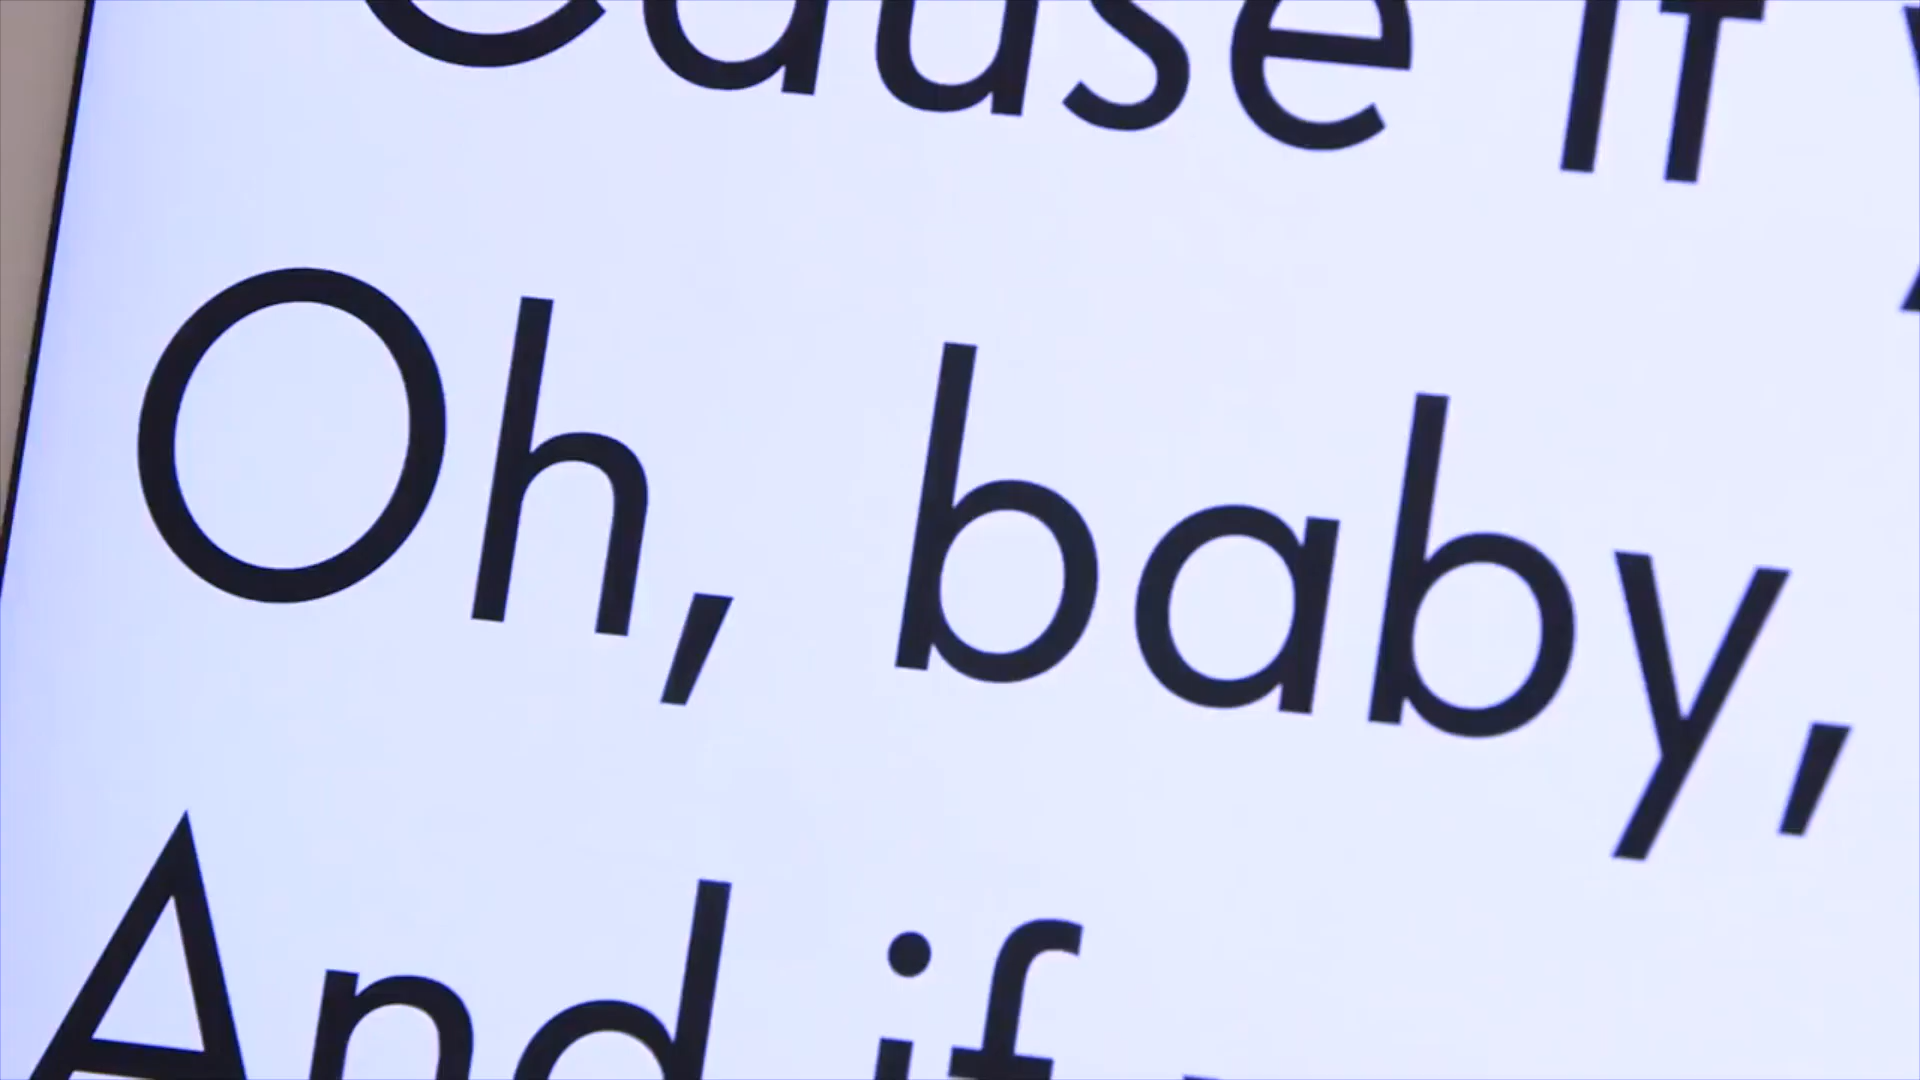 Cause if y
Oh, baby,
And if